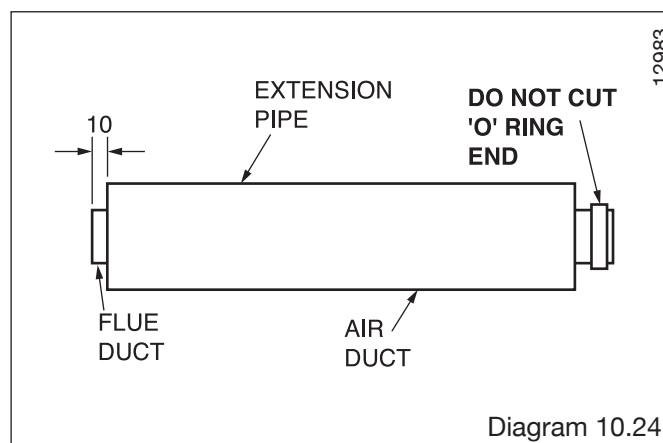 12983
EXTENSION
PIPE
DO NOT CUT
'O' RING
END
10
FLUE
DUCT
AIR
DUCT
Diagram 10.24